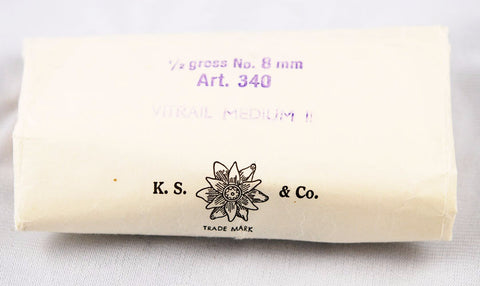 ½ gross No. 8 mm
Art. 340
VITRAIL MEDIUM II
K. S. & Co.
TRADE MARK